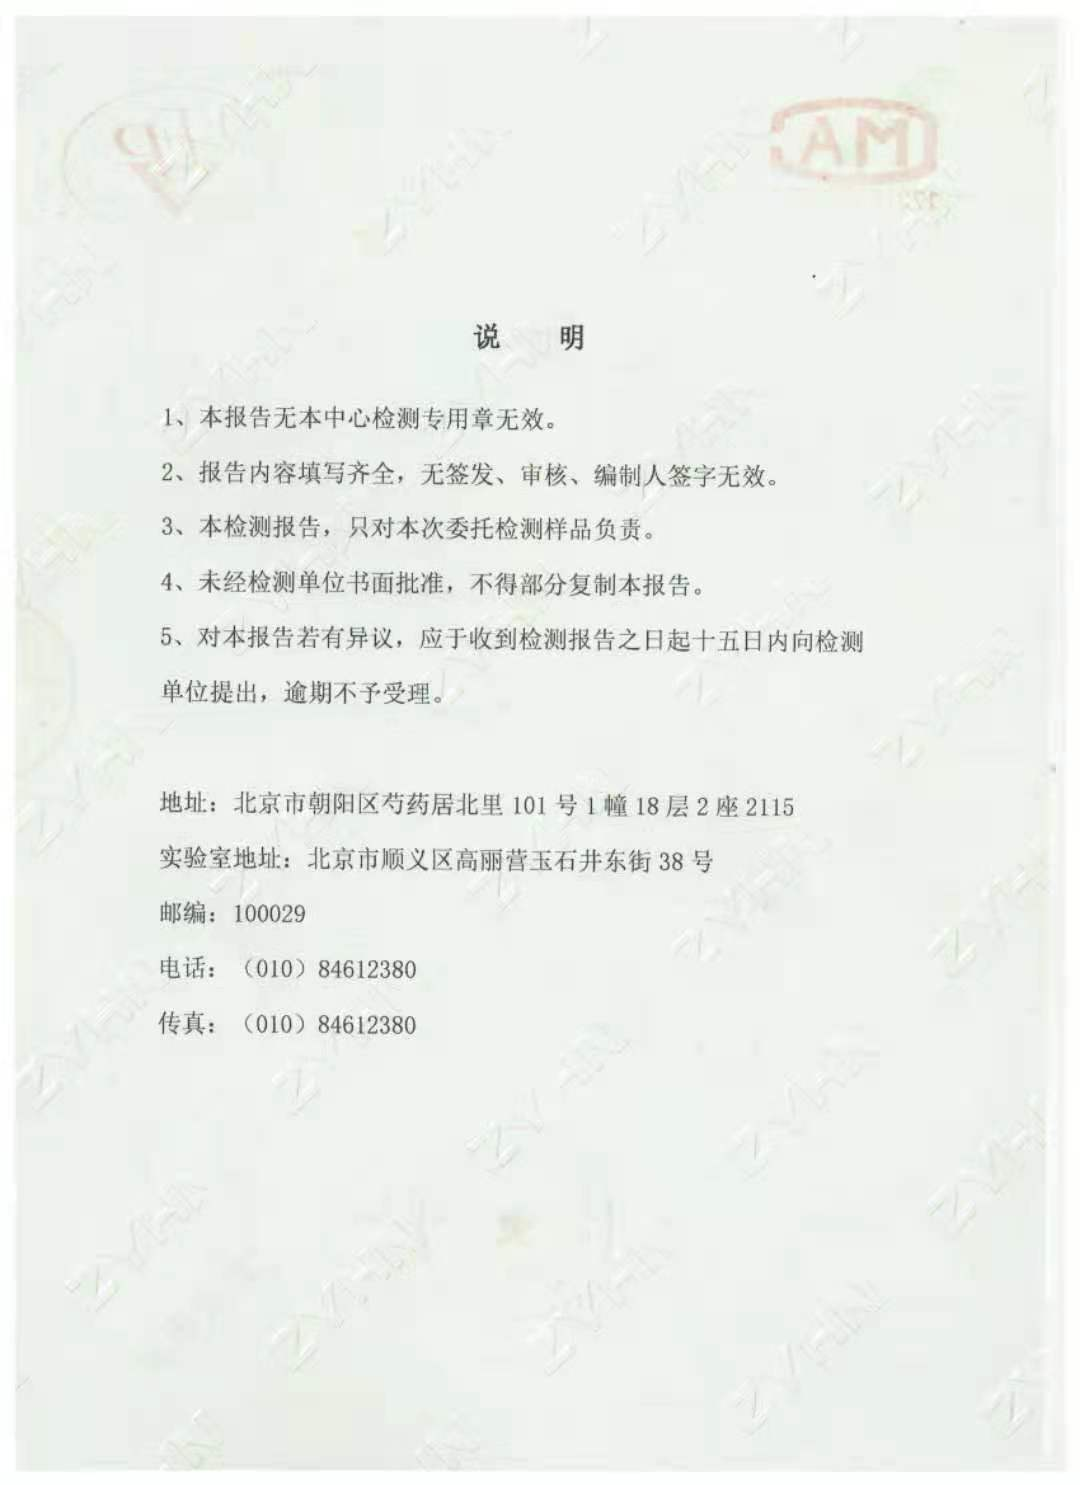 说 明
1、本报告无本中心检测专用章无效。
2、报告内容填写齐全，无签发、审核、编制人签字无效。
3、本检测报告，只对本次委托检测样品负责。
4、未经检测单位书面批准，不得部分复制本报告。
5、对本报告若有异议，应于收到检测报告之日起十五日内向检测
单位提出，逾期不予受理。
地址：北京市朝阳区芍药居北里 101 号 1 幢 18 层 2 座 2115
实验室地址：北京市顺义区高丽营玉石井东街 38 号
邮编：100029
电话：（010）84612380
传真：（010）84612380